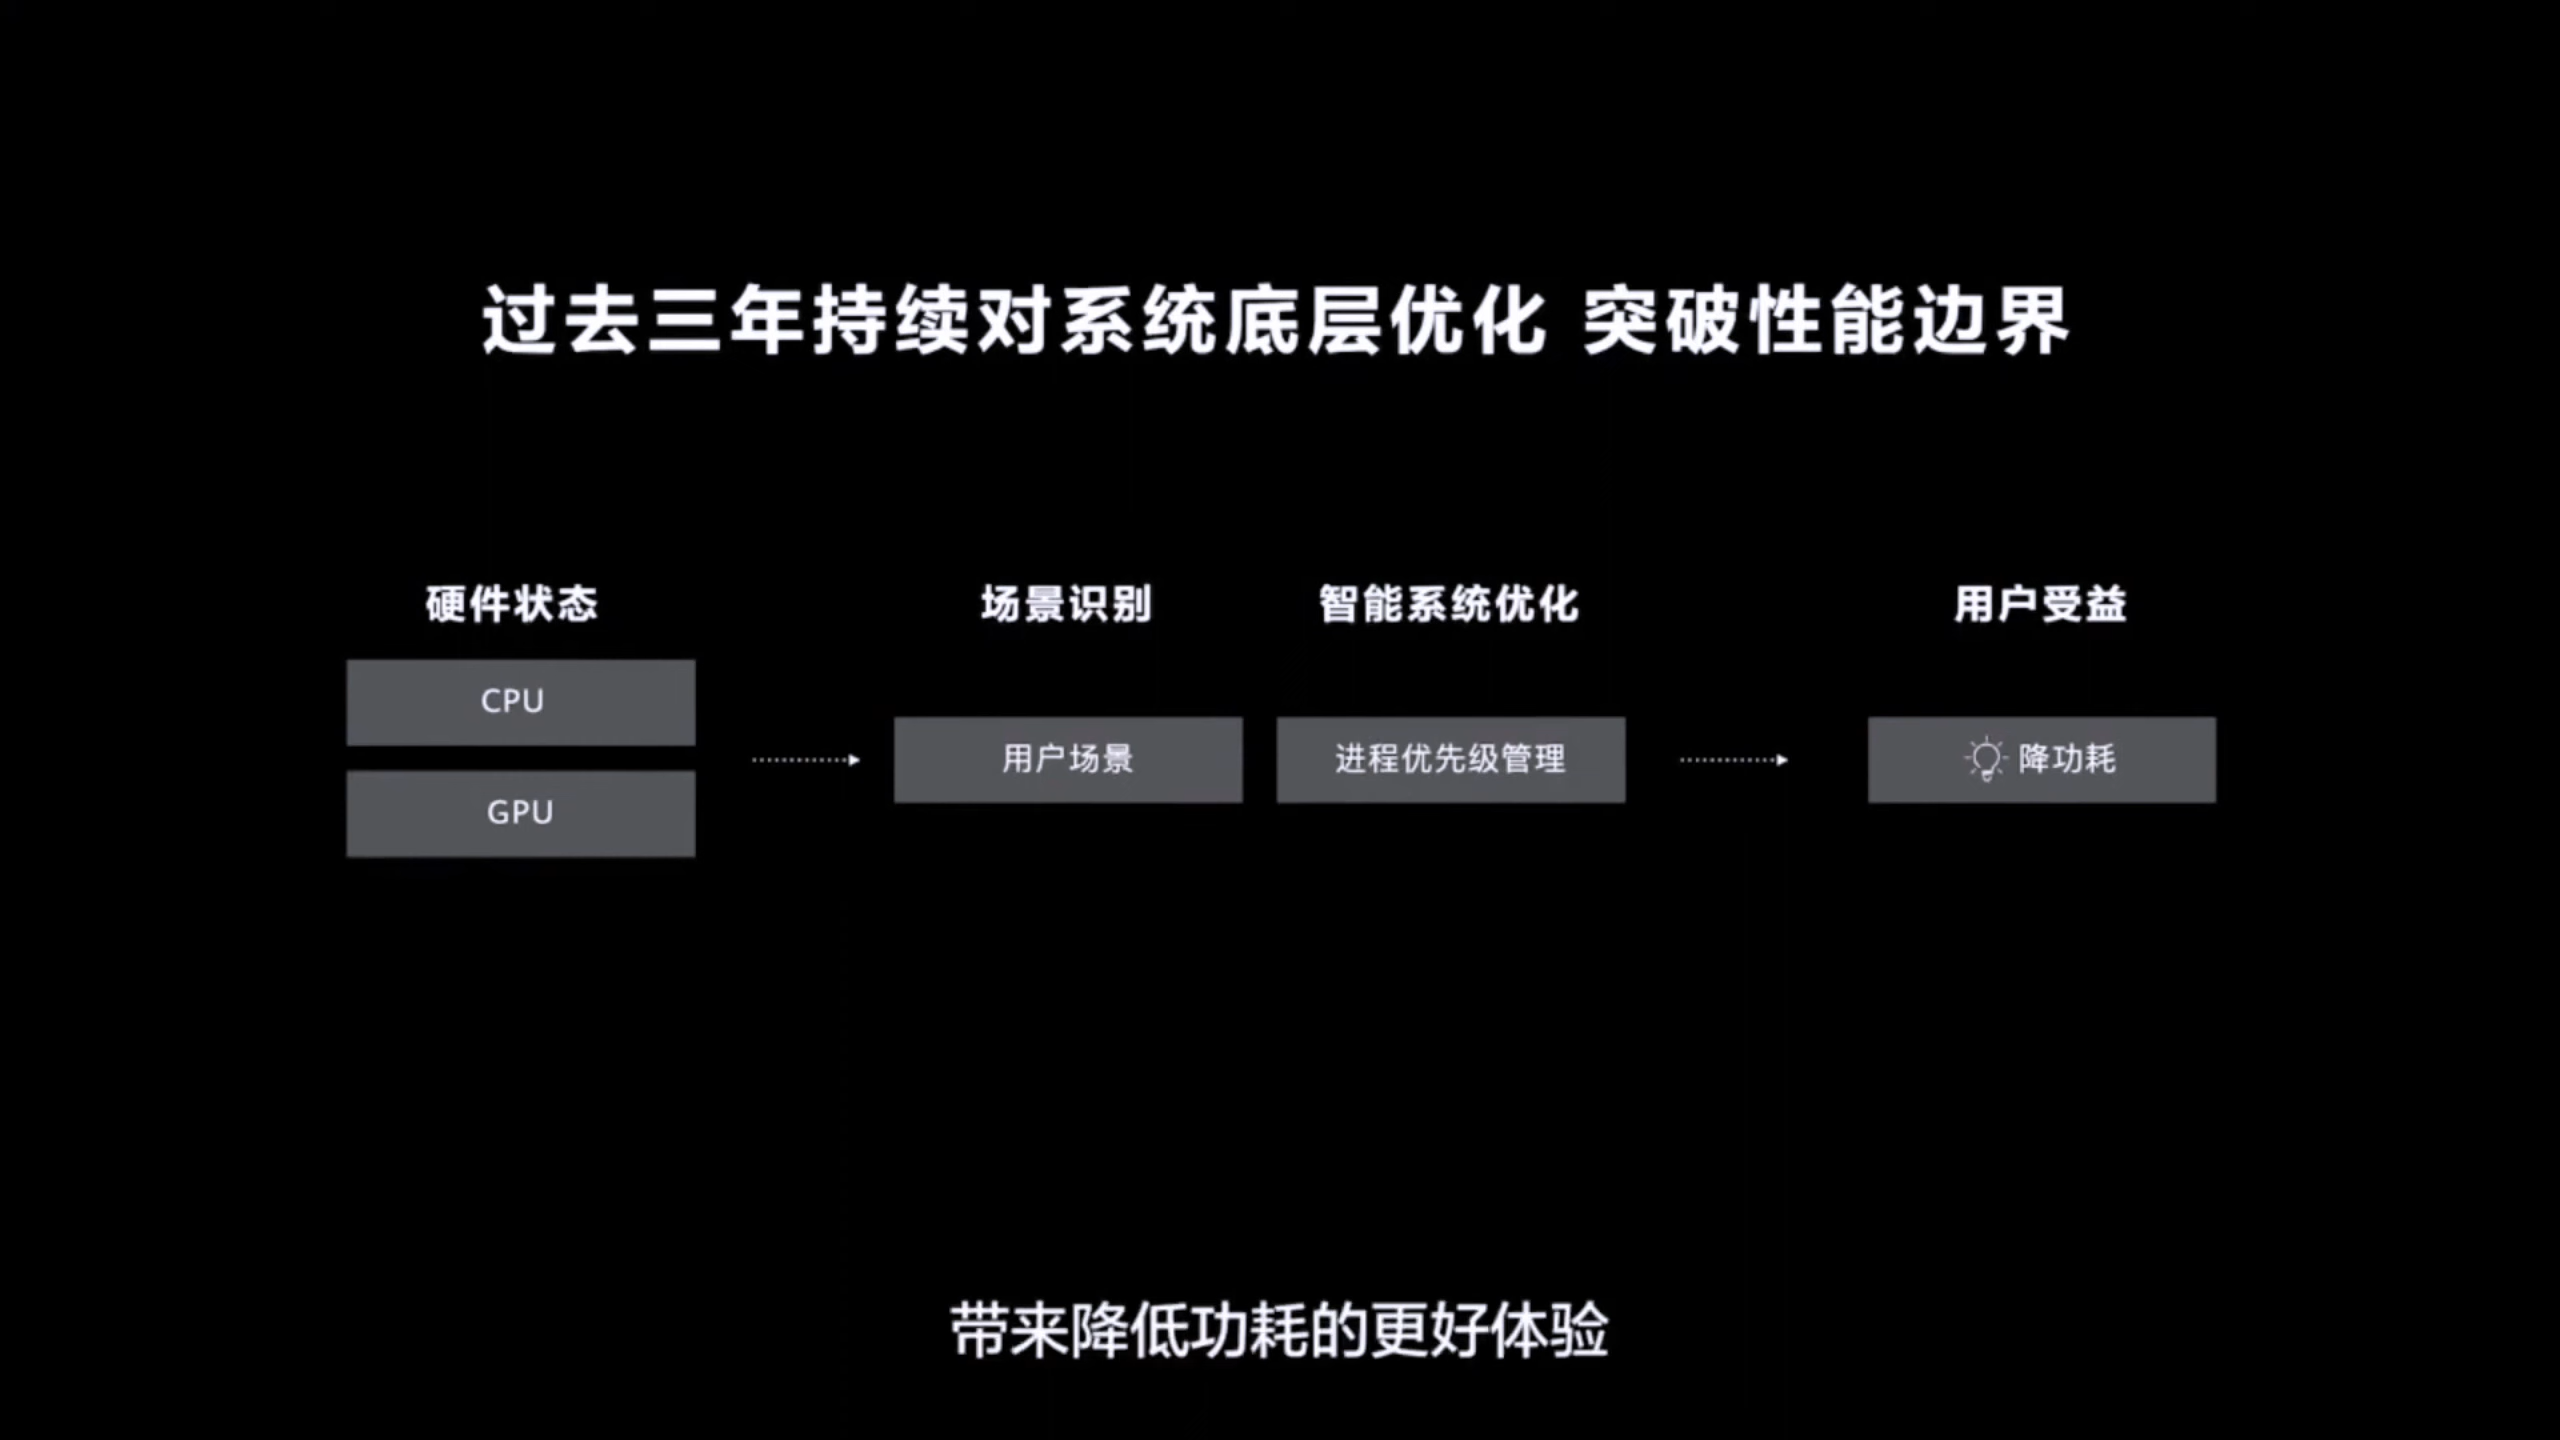 过去三年持续对系统底层优化 突破性能边界
硬件状态
场景识别
智能系统优化
用户受益
CPU
GPU
用户场景
进程优先级管理
降功耗
带来降低功耗的更好体验